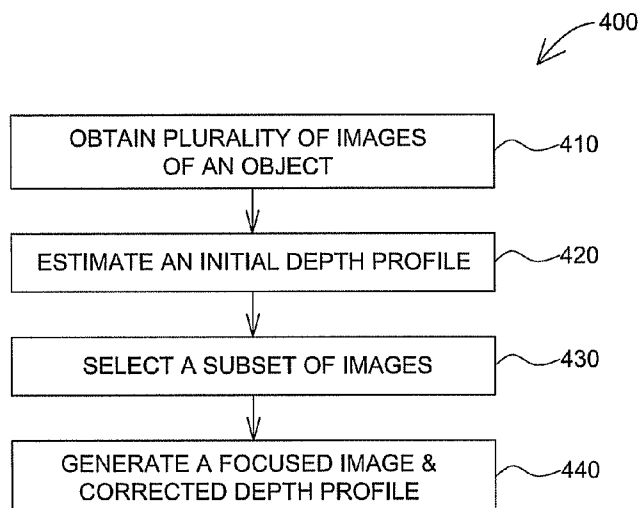 400
OBTAIN PLURALITY OF IMAGES
OF AN OBJECT
410
ESTIMATE AN INITIAL DEPTH PROFILE
420
SELECT A SUBSET OF IMAGES
430
GENERATE A FOCUSED IMAGE &
CORRECTED DEPTH PROFILE
440